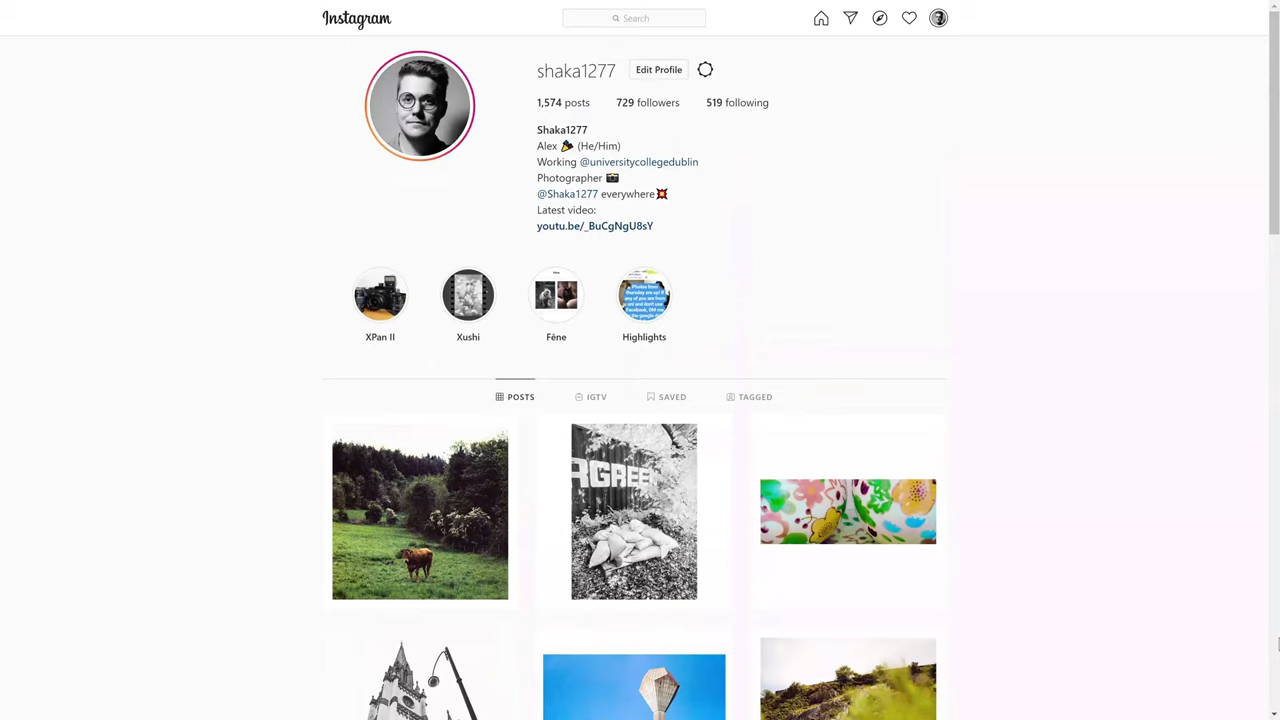 Instagram
Search
shaka1277
Edit Profile
1,574 posts 729 followers 519 following
Shaka1277
Alex (He/Him)
Working @universitycollegedublin
Photographer
@Shaka1277 everywhere
Latest video:
youtu.be/_BuCgNgU8sY
XPan II
Xushi
Fēne
Highlights
POSTS
IGTV
SAVED
TAGGED
RGREE